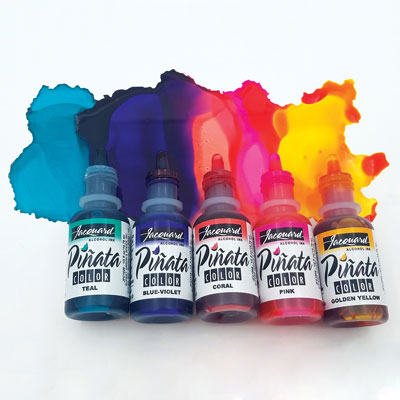 Jacquard
ALCOHOL INK
Piñata
COLOR
TEAL
Jacquard
ALCOHOL INK
Piñata
COLOR
BLUE-VIOLET
Jacquard
ALCOHOL INK
Piñata
COLOR
CORAL
Jacquard
ALCOHOL INK
Piñata
COLOR
PINK
Jacquard
ALCOHOL INK
Piñata
COLOR
GOLDEN YELLOW